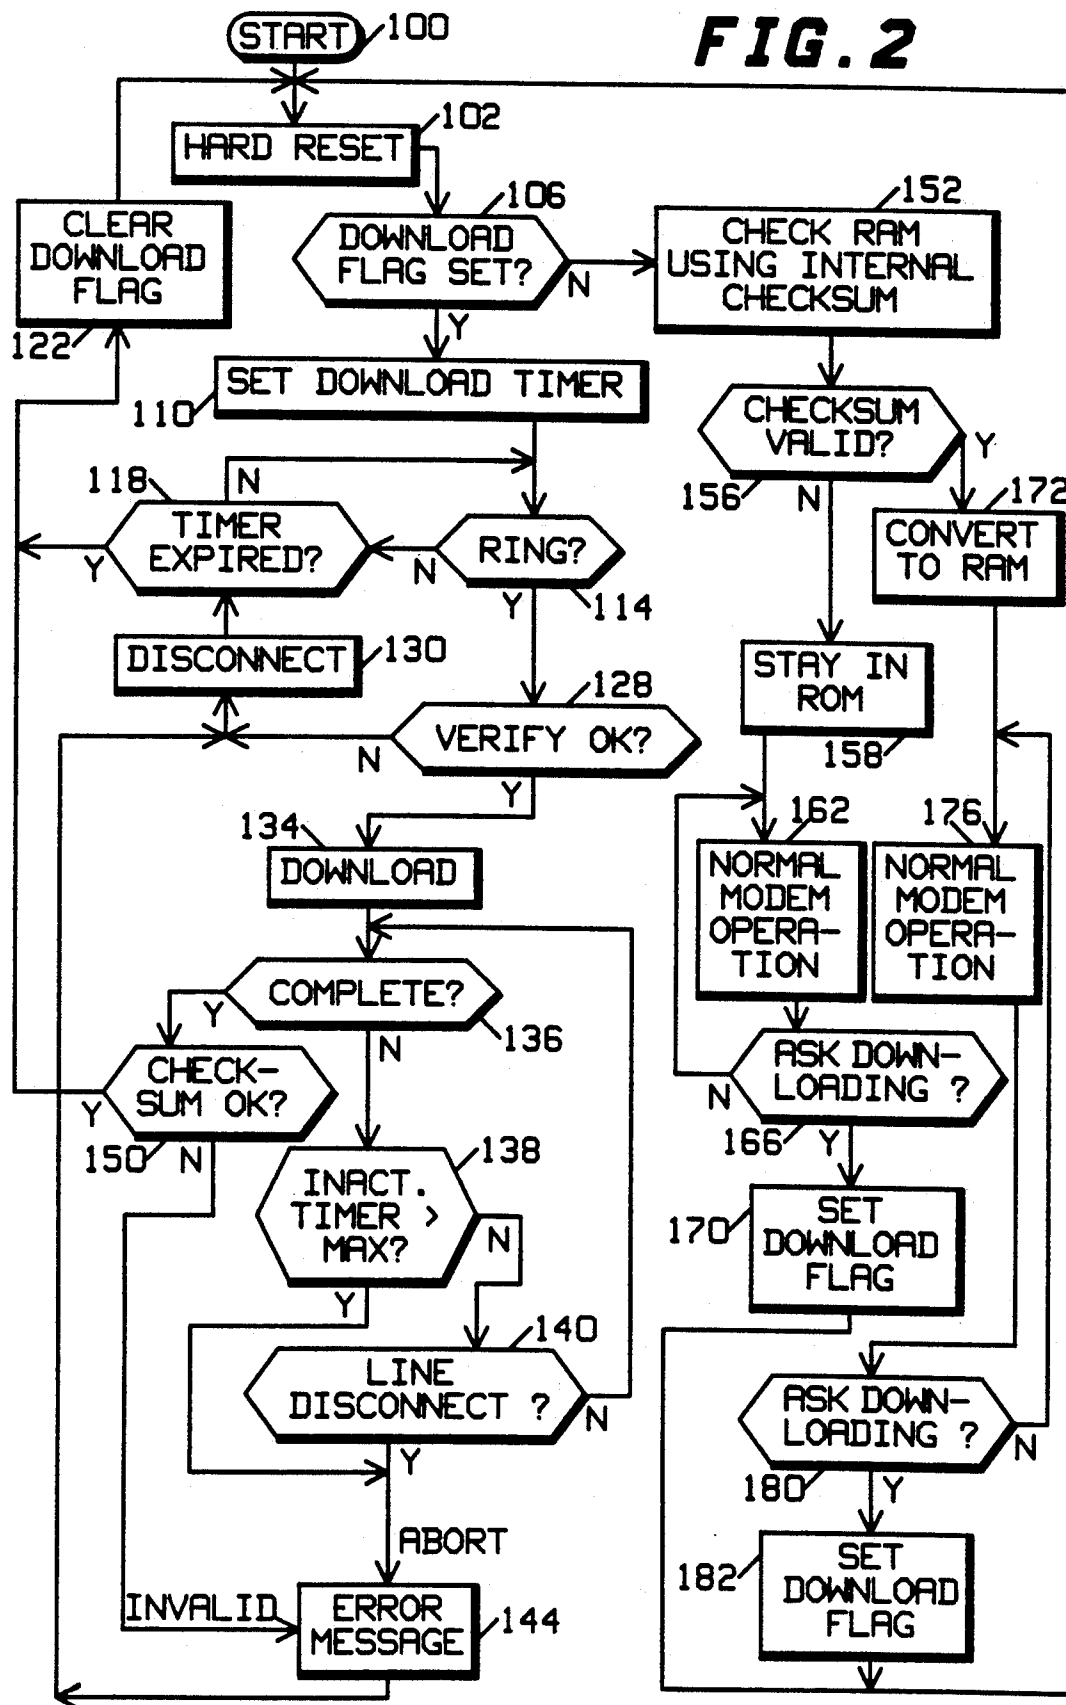 START
100
FIG. 2
HARD RESET
102
CLEAR
DOWNLOAD
FLAG
122
106
DOWNLOAD
FLAG SET?
N
Y
152
CHECK RAM
USING INTERNAL
CHECKSUM
SET DOWNLOAD TIMER
110
CHECKSUM
VALID?
Y
156
N
172
CONVERT
TO RAM
118
N
TIMER
EXPIRED?
Y
RING?
N
Y
114
DISCONNECT
130
STAY IN
ROM
158
128
VERIFY OK?
N
Y
134
DOWNLOAD
162
NORMAL
MODEM
OPERA-
TION
176
NORMAL
MODEM
OPERA-
TION
COMPLETE?
Y
136
N
CHECK-
SUM OK?
Y
150
N
ASK DOWN-
LOADING ?
N
166
Y
138
INACT.
TIMER >
MAX?
N
Y
170
SET
DOWNLOAD
FLAG
140
LINE
DISCONNECT ?
N
Y
ASK DOWN-
LOADING ?
N
180
Y
ABORT
182
SET
DOWNLOAD
FLAG
INVALID
ERROR
MESSAGE
144